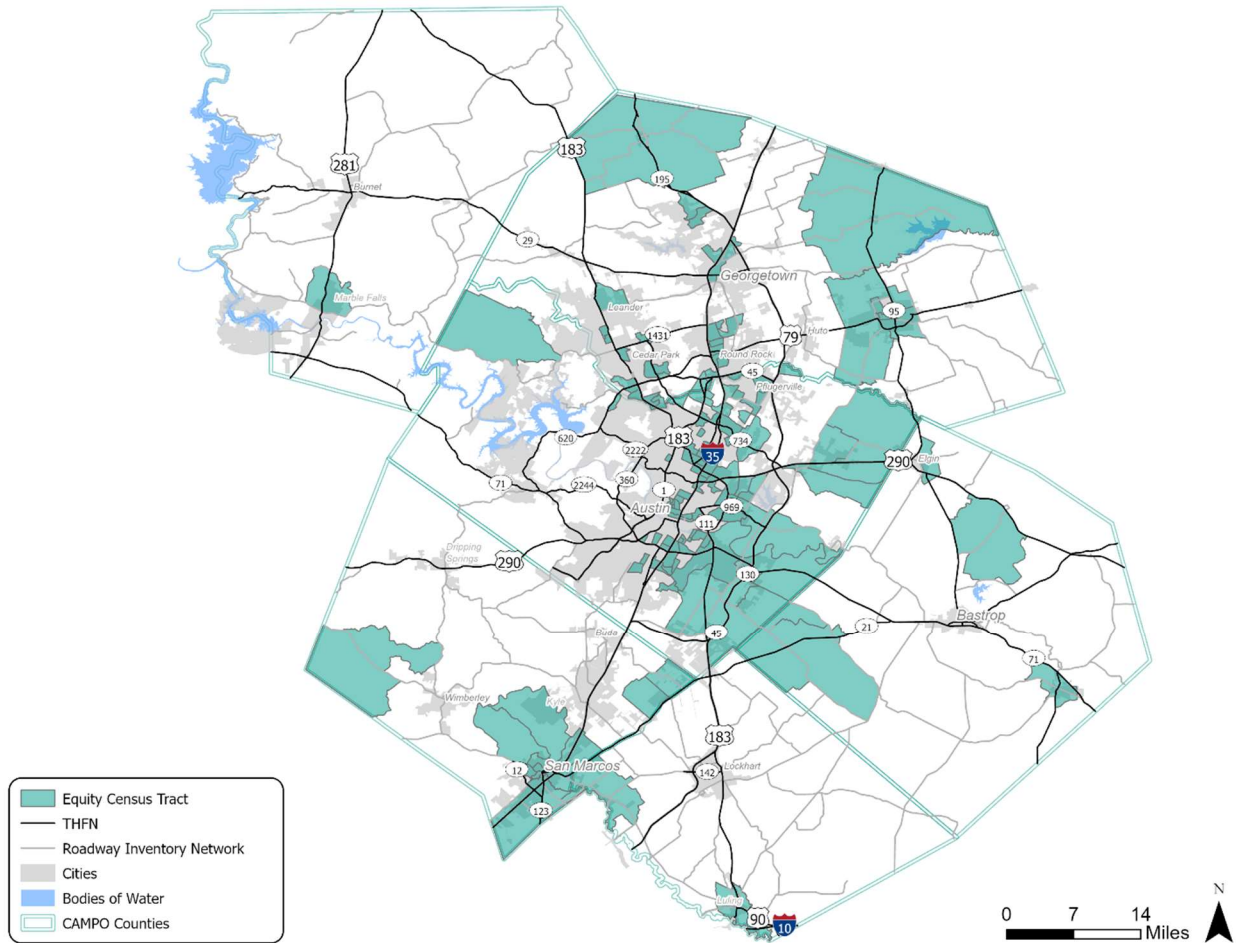 183
281
Burnel
195
29
Georgetown
Marble Falls
Leander
95
1431
79
Huto
Cedar Park
Round Rock
45
Pflugerville
620
183
734
2222
35
290
Elgin
71
2244
360
1
969
Austin
111
Dripping
Springs
290
130
Bastrop
21
Buda
45
71
Wimberley
Kyle
183
San Marcos
12
142
Lockhart
123
Luling
90
10
Equity Census Tract
THFN
Roadway Inventory Network
Cities
Bodies of Water
CAMPO Counties
N
0 7 14
Miles